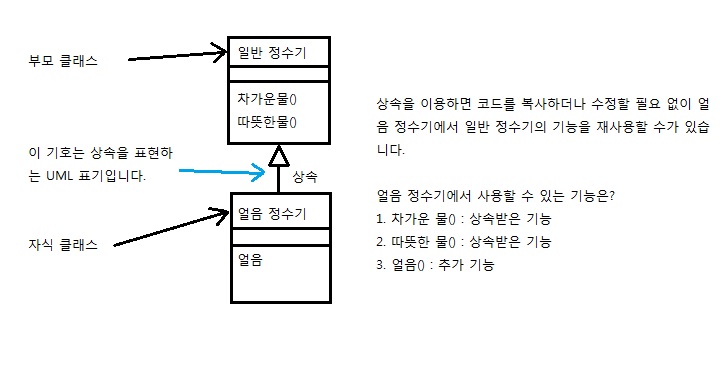 부모 클래스
일반 정수기
차가운물()
따뜻한물()
이 기호는 상속을 표현하
는 UML 표기입니다.
상속
자식 클래스
얼음 정수기
얼음
상속을 이용하면 코드를 복사하더나 수정할 필요 없이 얼
음 정수기에서 일반 정수기의 기능을 재사용할 수가 있습
니다.
얼음 정수기에서 사용할 수 있는 기능은?
1. 차가운 물() : 상속받은 기능
2. 따뜻한 물() : 상속받은 기능
3. 얼음() : 추가 기능